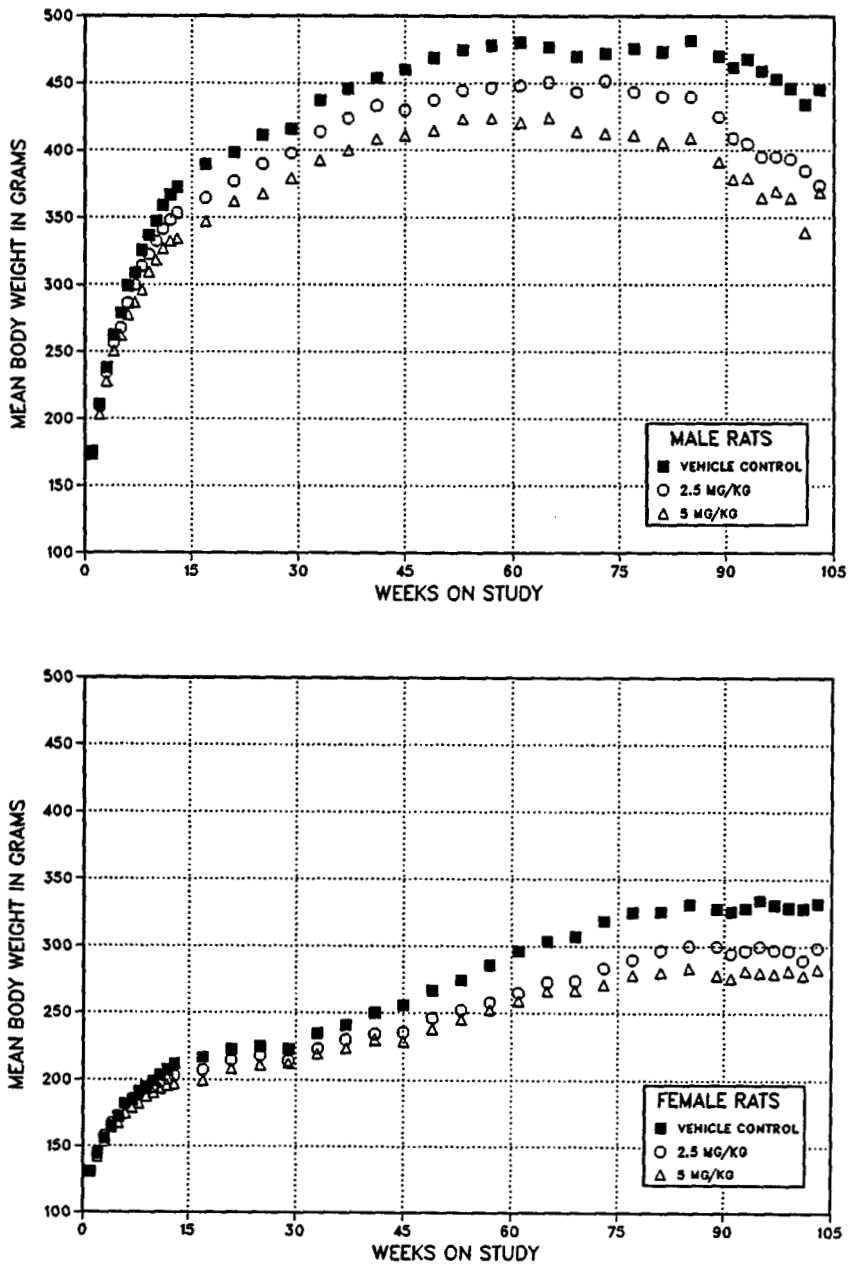 MEAN BODY WEIGHT IN GRAMS
500
450
400
350
300
250
200
150
100
MALE RATS
VEHICLE CONTROL
2.5 MG/KG
5 MG/KG
0 15 30 45 60 75 90 105
WEEKS ON STUDY
MEAN BODY WEIGHT IN GRAMS
500
450
400
350
300
250
200
150
100
FEMALE RATS
VEHICLE CONTROL
2.5 MG/KG
5 MG/KG
0 15 30 45 60 75 90 105
WEEKS ON STUDY